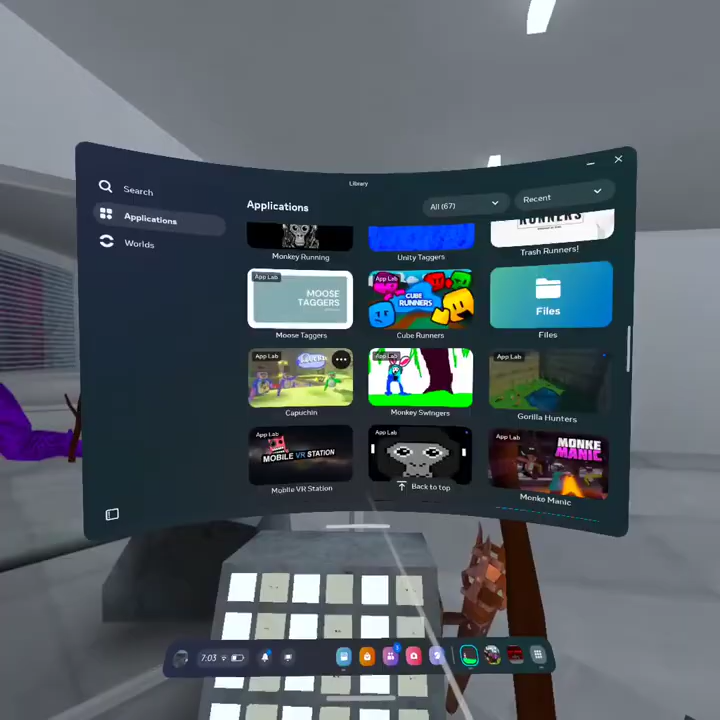 Library
Search
Applications
Worlds
Applications
All (67)
Recent
Monkey Running
Unity Taggers
RUNNERS
Trash Runners!
App Lab
MOOSE
TAGGERS
Moose Taggers
App Lab
CUBE
RUNNERS
Cube Runners
Files
Files
App Lab
Capuchin
App Lab
Monkey Swingers
App Lab
Gorilla Hunters
App Lab
MOBILE VR STATION
Mobile VR Station
App Lab
Back to top
App Lab
MONKE
MANIC
Monke Manic
7:03